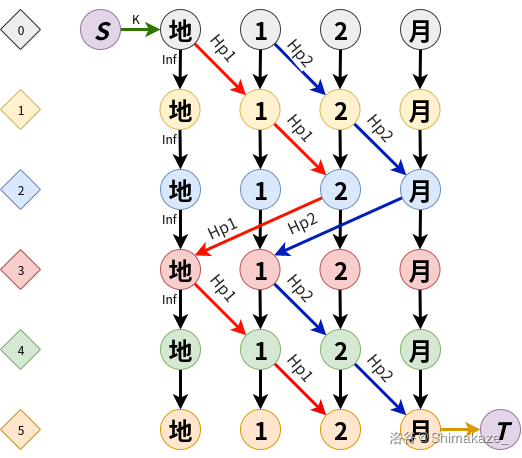 0 S K 地 1 2 月
Inf Hp1 Hp2
1 地 1 2 月
Inf Hp1 Hp2
2 地 1 2 月
Inf Hp1 Hp2
3 地 1 2 月
Inf Hp1 Hp2
4 地 1 2 月
Hp1 Hp2
5 地 1 2 月 T
洛谷@Shimakaze_